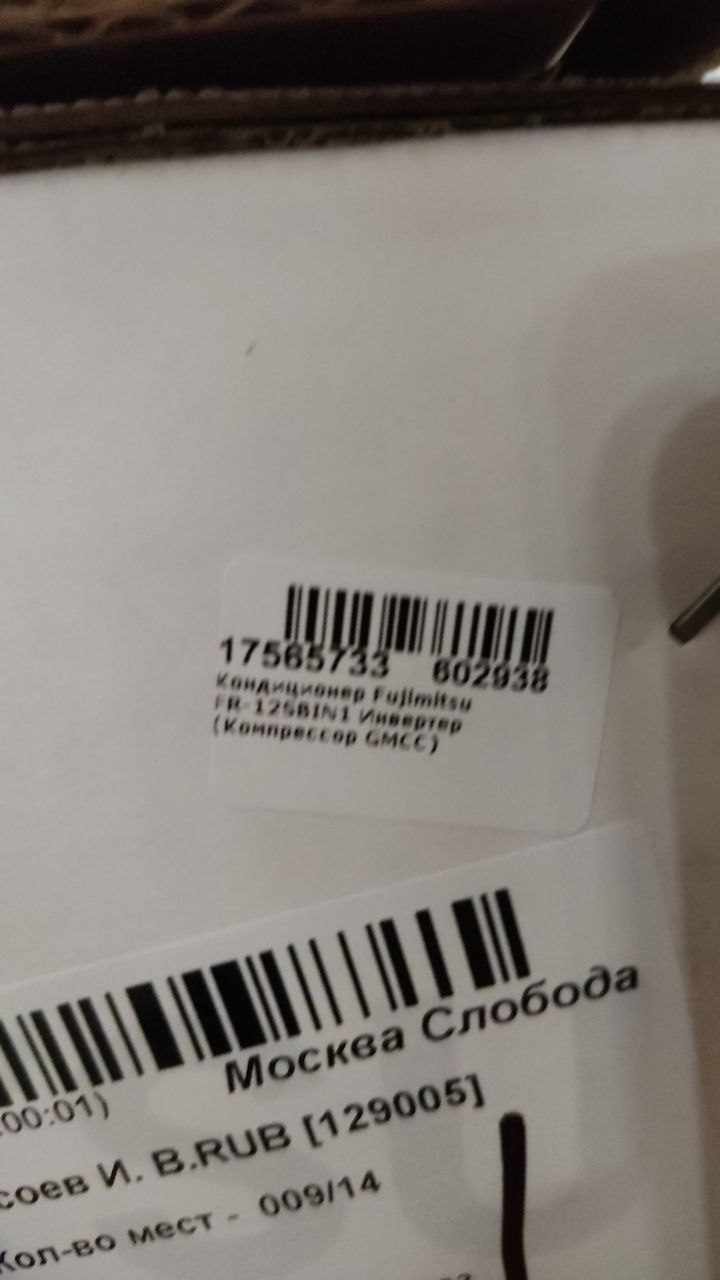 17565733 602938
Кондиционер Fujimitsu
FR-12SBIN1 Инвертер
(Компрессор GMCC)
Москва Слобода
:00:01)
соев И. B.RUB [129005]
Кол-во мест - 009/14